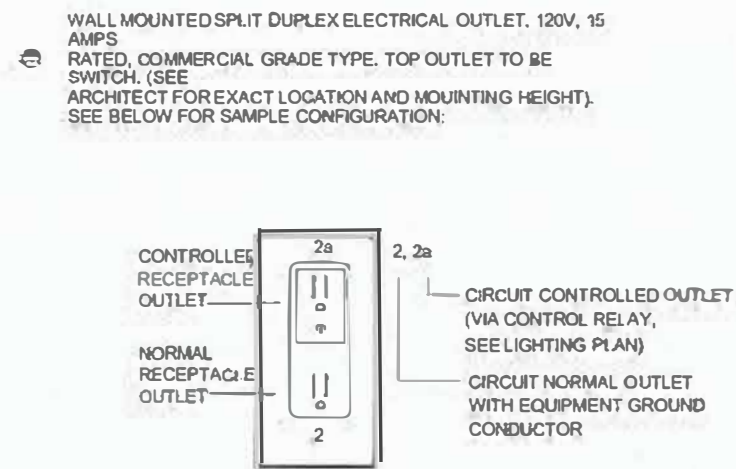 WALL MOUNTED SPLIT DUPLEX ELECTRICAL OUTLET. 120V, 15
AMPS
RATED, COMMERCIAL GRADE TYPE. TOP OUTLET TO BE
SWITCH. (SEE
ARCHITECT FOR EXACT LOCATION AND MOUINTING HEIGHT).
SEE BELOW FOR SAMPLE CONFIGURATION:
CONTROLLED
RECEPTACLE
OUTLET
2a
2, 2a
CIRCUIT CONTROLLED OUTLET
(VIA CONTROL RELAY,
SEE LIGHTING PLAN)
NORMAL
RECEPTACLE
OUTLET
2
CIRCUIT NORMAL OUTLET
WITH EQUIPMENT GROUND
CONDUCTOR